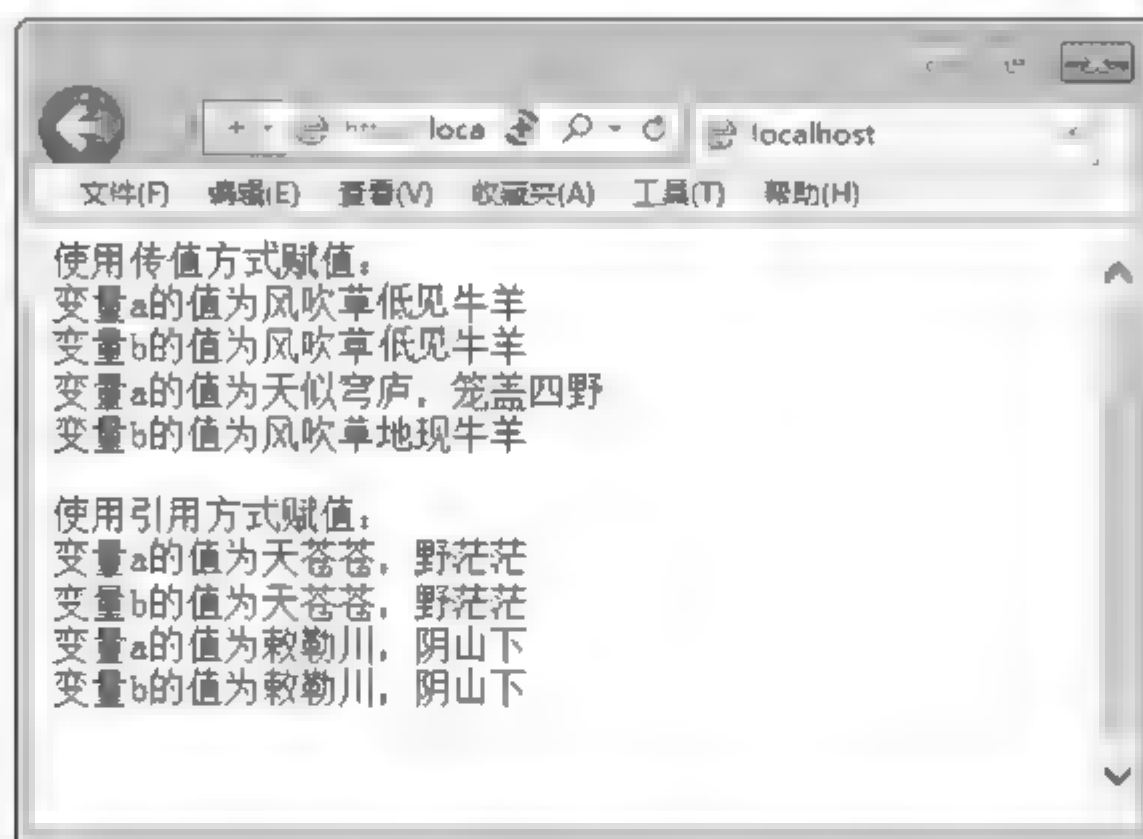 loca
localhost
文件(F) 编辑(E) 查看(V) 收藏夹(A) 工具(T) 帮助(H)
使用传值方式赋值：
变量a的值为风吹草低见牛羊
变量b的值为风吹草低见牛羊
变量a的值为天似穹庐，笼盖四野
变量b的值为风吹草地现牛羊
使用引用方式赋值：
变量a的值为天苍苍，野茫茫
变量b的值为天苍苍，野茫茫
变量a的值为敕勒川，阴山下
变量b的值为敕勒川，阴山下